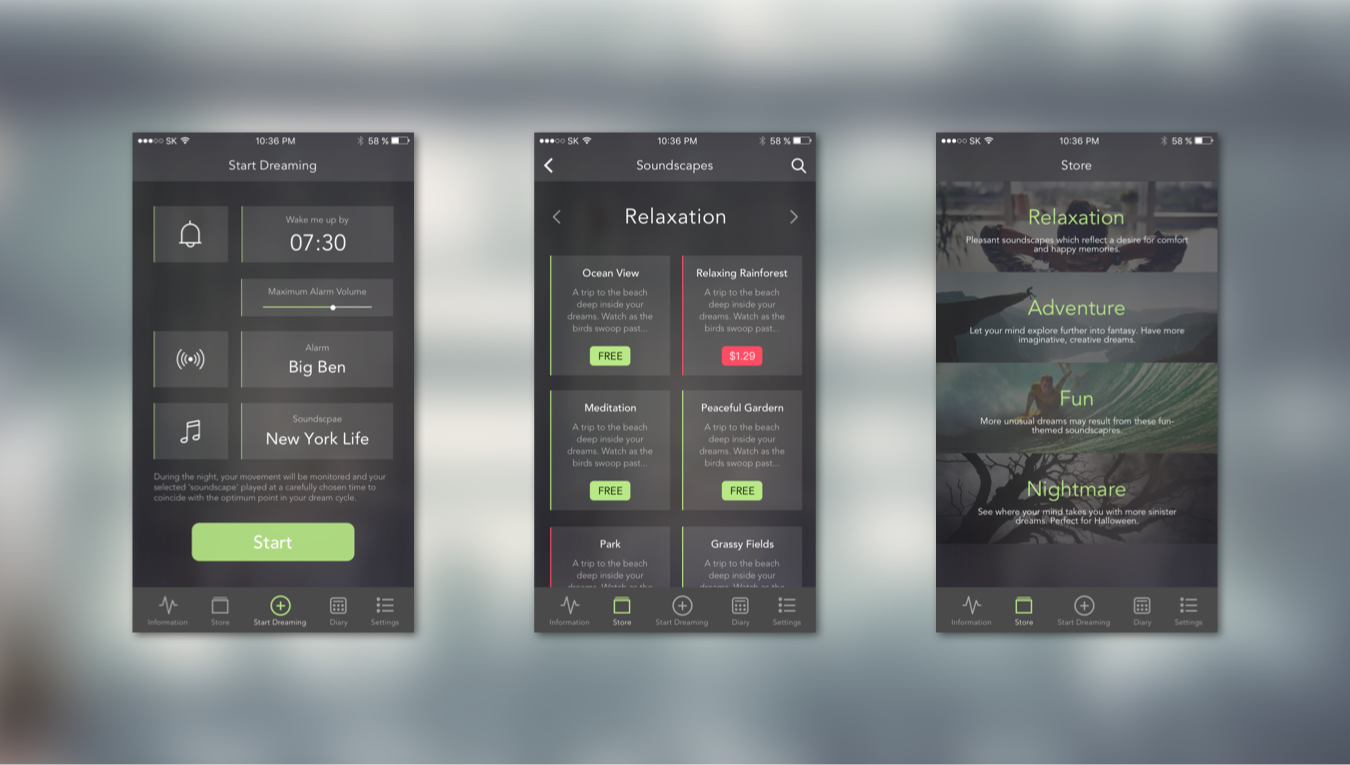 SK
10:36 PM
58 %
Start Dreaming
Wake me up by
07:30
Maximum Alarm Volume
Alarm
Big Ben
Soundscpae
New York Life
During the night, your movement will be monitored and your
selected 'soundscape' played at a carefully chosen time to
coincide with the optimum point in your dream cycle.
Start
Information
Store
Start Dreaming
Diary
Settings
SK
10:36 PM
58 %
Soundscapes
Relaxation
Ocean View
A trip to the beach
deep inside your
dreams. Watch as the
birds swoop past...
FREE
Relaxing Rainforest
A trip to the beach
deep inside your
dreams. Watch as the
birds swoop past...
$1.29
Meditation
A trip to the beach
deep inside your
dreams. Watch as the
birds swoop past...
FREE
Peaceful Gardern
A trip to the beach
deep inside your
dreams. Watch as the
birds swoop past...
FREE
Park
A trip to the beach
deep inside your
dreams. Watch as the
Grassy Fields
A trip to the beach
deep inside your
dreams. Watch as the
Information
Store
Start Dreaming
Diary
Settings
SK
10:36 PM
58 %
Store
Relaxation
Pleasant soundscapes which reflect a desire for comfort
and happy memories.
Adventure
Let your mind explore further into fantasy. Have more
imaginative, creative dreams.
Fun
More unusual dreams may result from these fun-
themed soundscapres.
Nightmare
See where your mind takes you with more sinister
dreams. Perfect for Halloween.
Information
Store
Start Dreaming
Diary
Settings